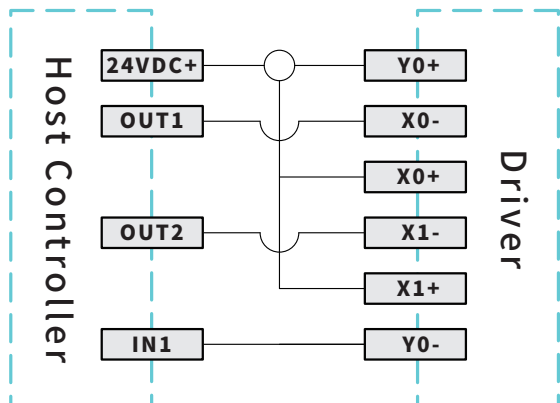 Host Controller
24VDC+
OUT1
OUT2
IN1
Y0+
X0-
X0+
X1-
X1+
Y0-
Driver